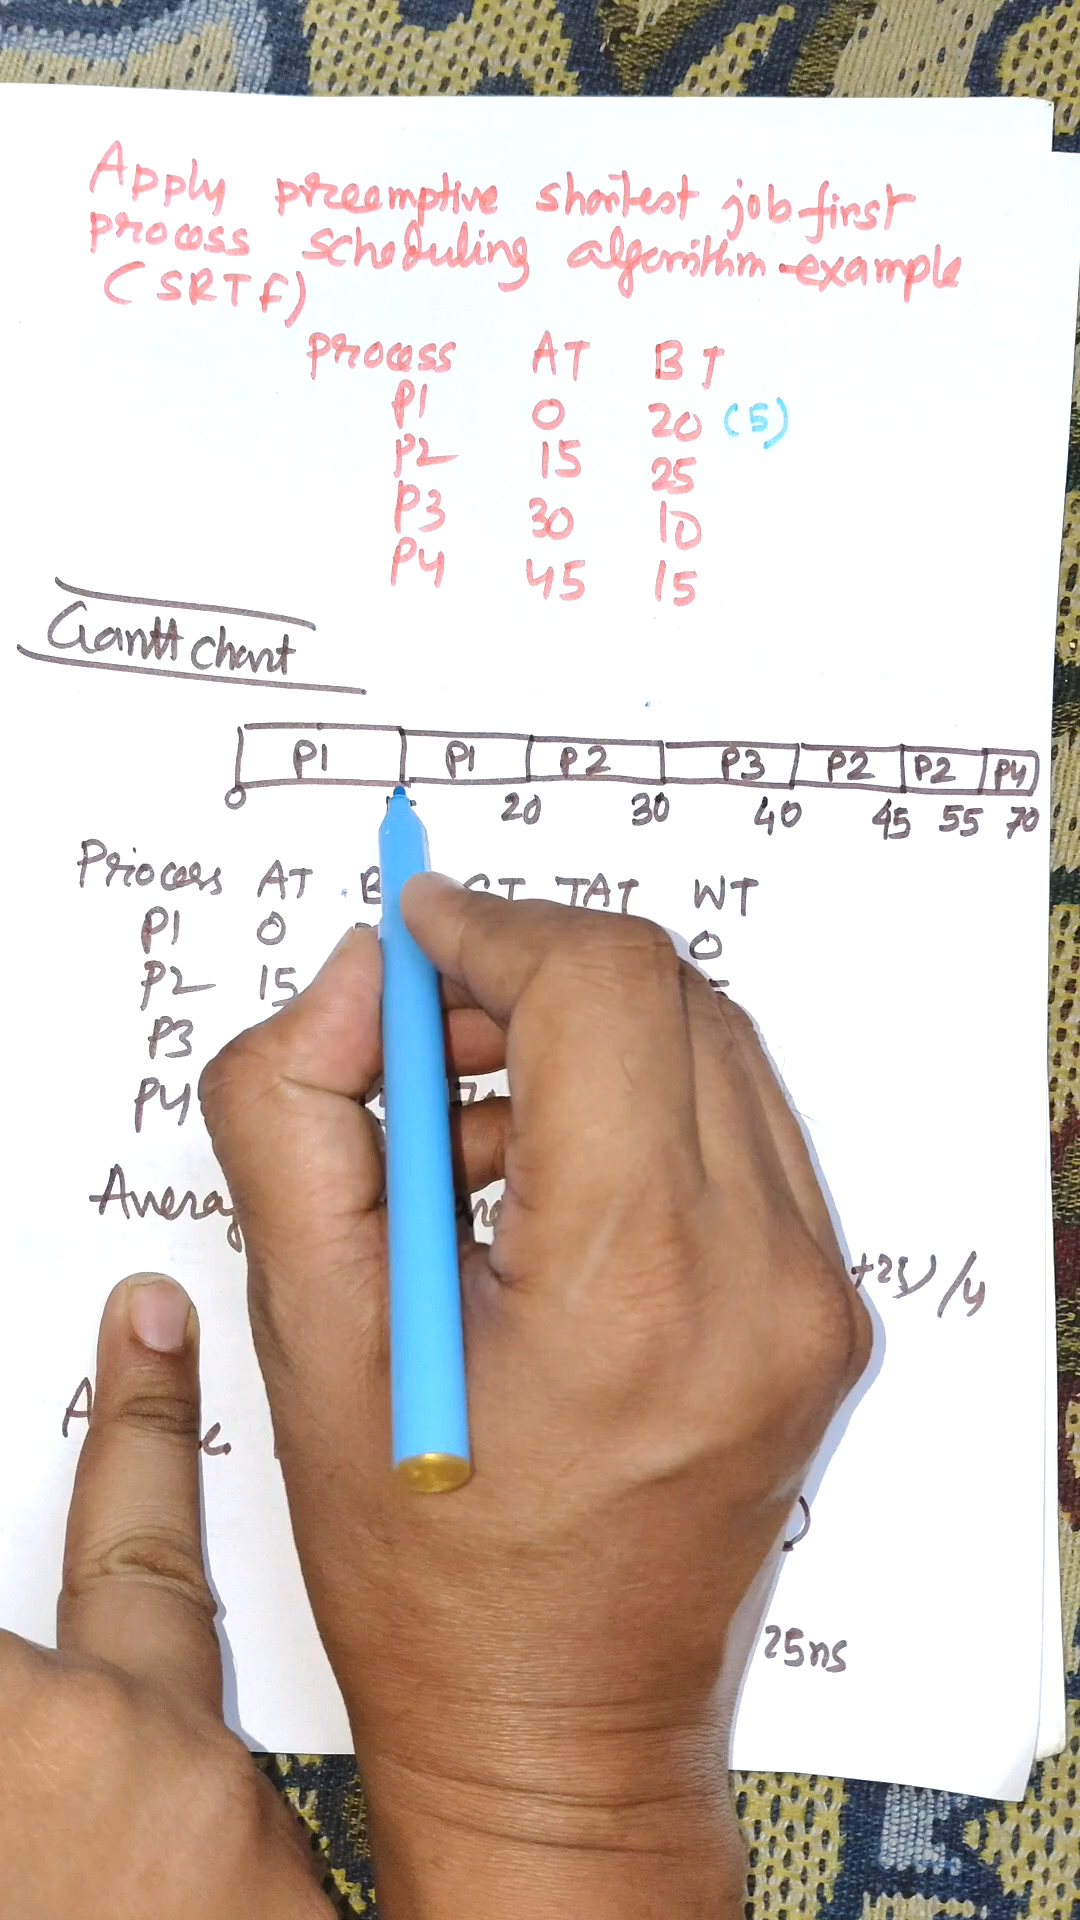 Apply preemptive shortest job first
process scheduling algorithm example
(SRTF)
process AT BT
P1 0 20 (5)
P2 15 25
P3 30 10
P4 45 15
Gantt chart
P1 P1 P2 P3 P2 P2 P4
0 20 30 40 45 55 70
Process AT CT TAT WT
P1 0 0
P2 15
P3
P4
+25) /4
25ns